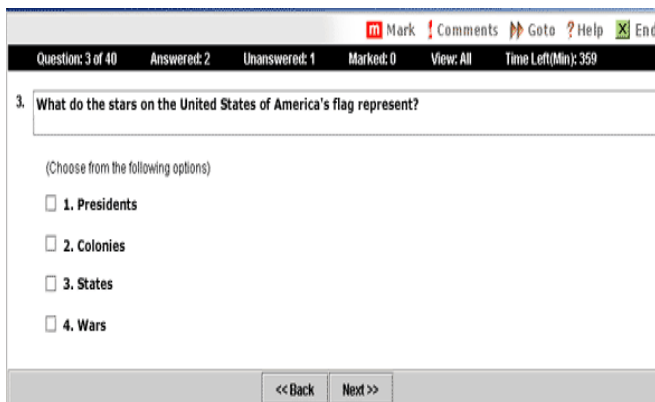 m Mark ! Comments Goto ? Help X End
Question: 3 of 40 Answered: 2 Unanswered: 1 Marked: 0 View: All Time Left(Min): 359
3. What do the stars on the United States of America's flag represent?
(Choose from the following options)
1. Presidents
2. Colonies
3. States
4. Wars
<< Back Next >>